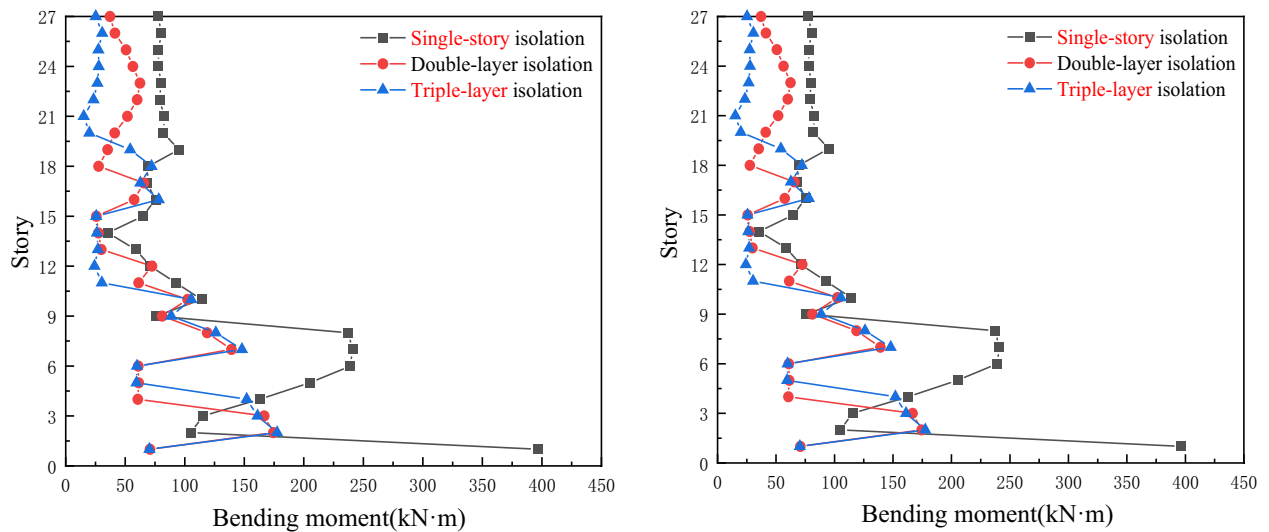 27
24
21
18
15
12
9
6
3
0
Story
Single-story isolation
Double-layer isolation
Triple-layer isolation
0 50 100 150 200 250 300 350 400 450
Bending moment(kN·m)
27
24
21
18
15
12
9
6
3
0
Story
Single-story isolation
Double-layer isolation
Triple-layer isolation
0 50 100 150 200 250 300 350 400 450
Bending moment(kN·m)